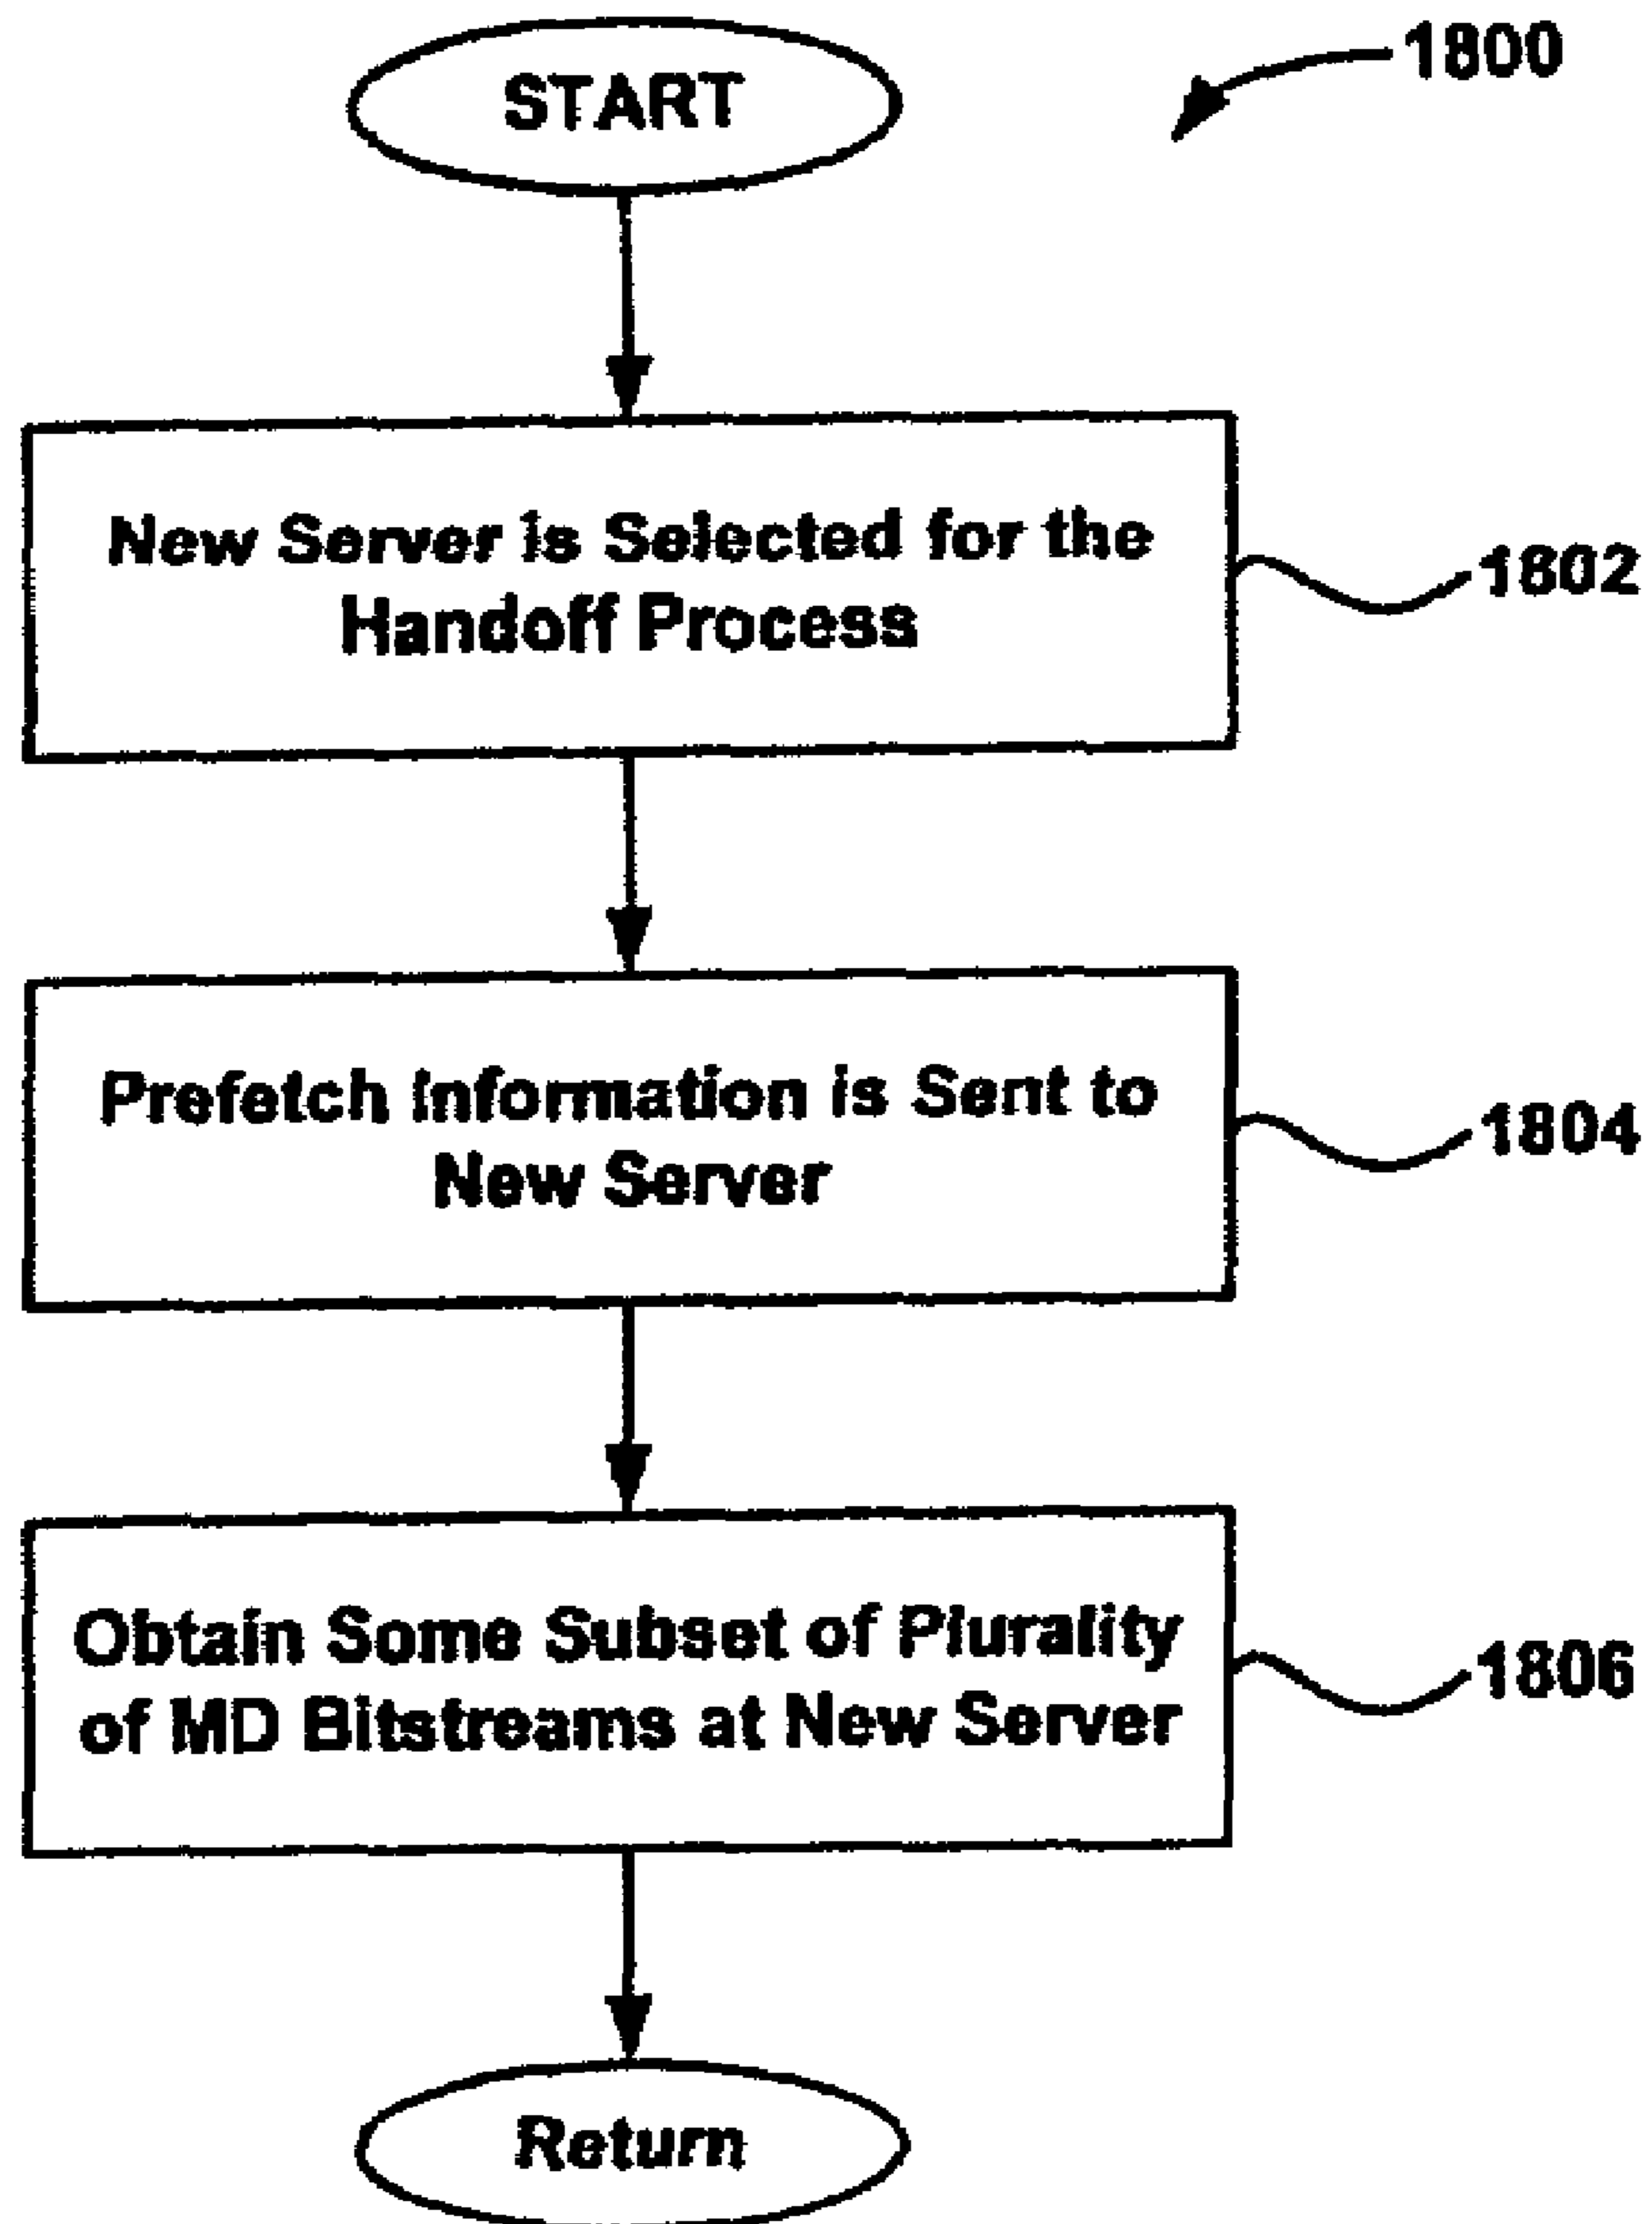 START
1800
New Server is Selected for the
Handoff Process
1802
Prefetch Information is Sent to
New Server
1804
Obtain Some Subset of Plurality
of MD Bitstreams at New Server
1806
Return